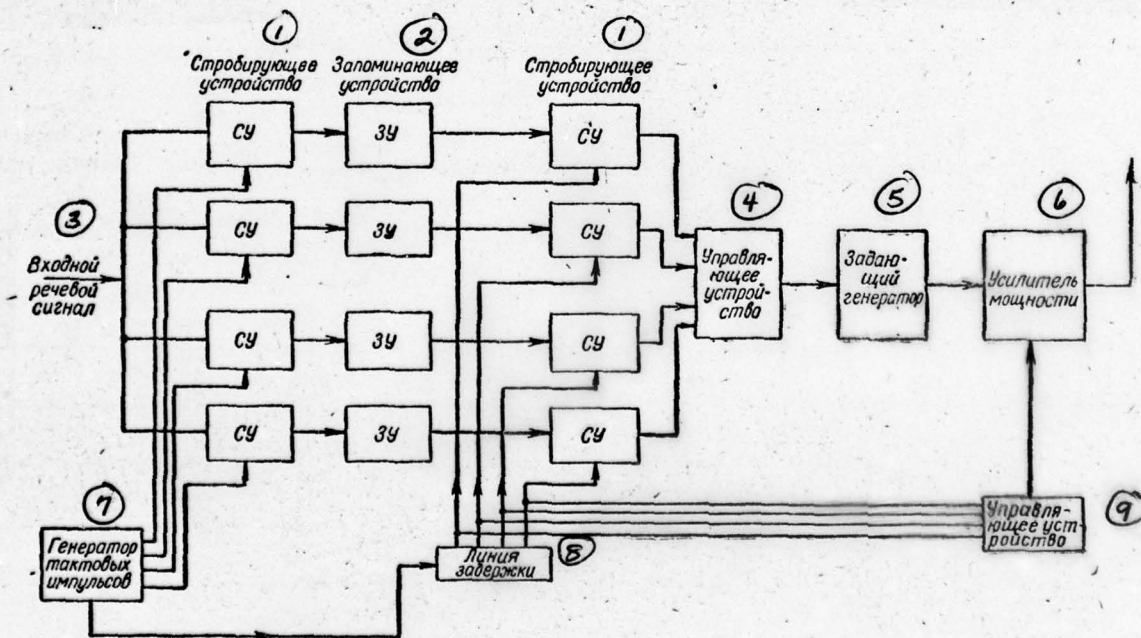 1
2
1
Стробирующее
устройство
Запоминающее
устройство
Стробирующее
устройство
СУ
ЗУ
СУ
3
4
5
6
СУ
ЗУ
СУ
Входной
речевой
сигнал
Управля-
ющее
устрой-
ство
Задаю-
щий
генератор
Усилитель
мощности
СУ
ЗУ
СУ
СУ
ЗУ
СУ
7
Генератор
тактовых
импульсов
Линия
задержки
8
Управля-
ющее уст-
ройство
9